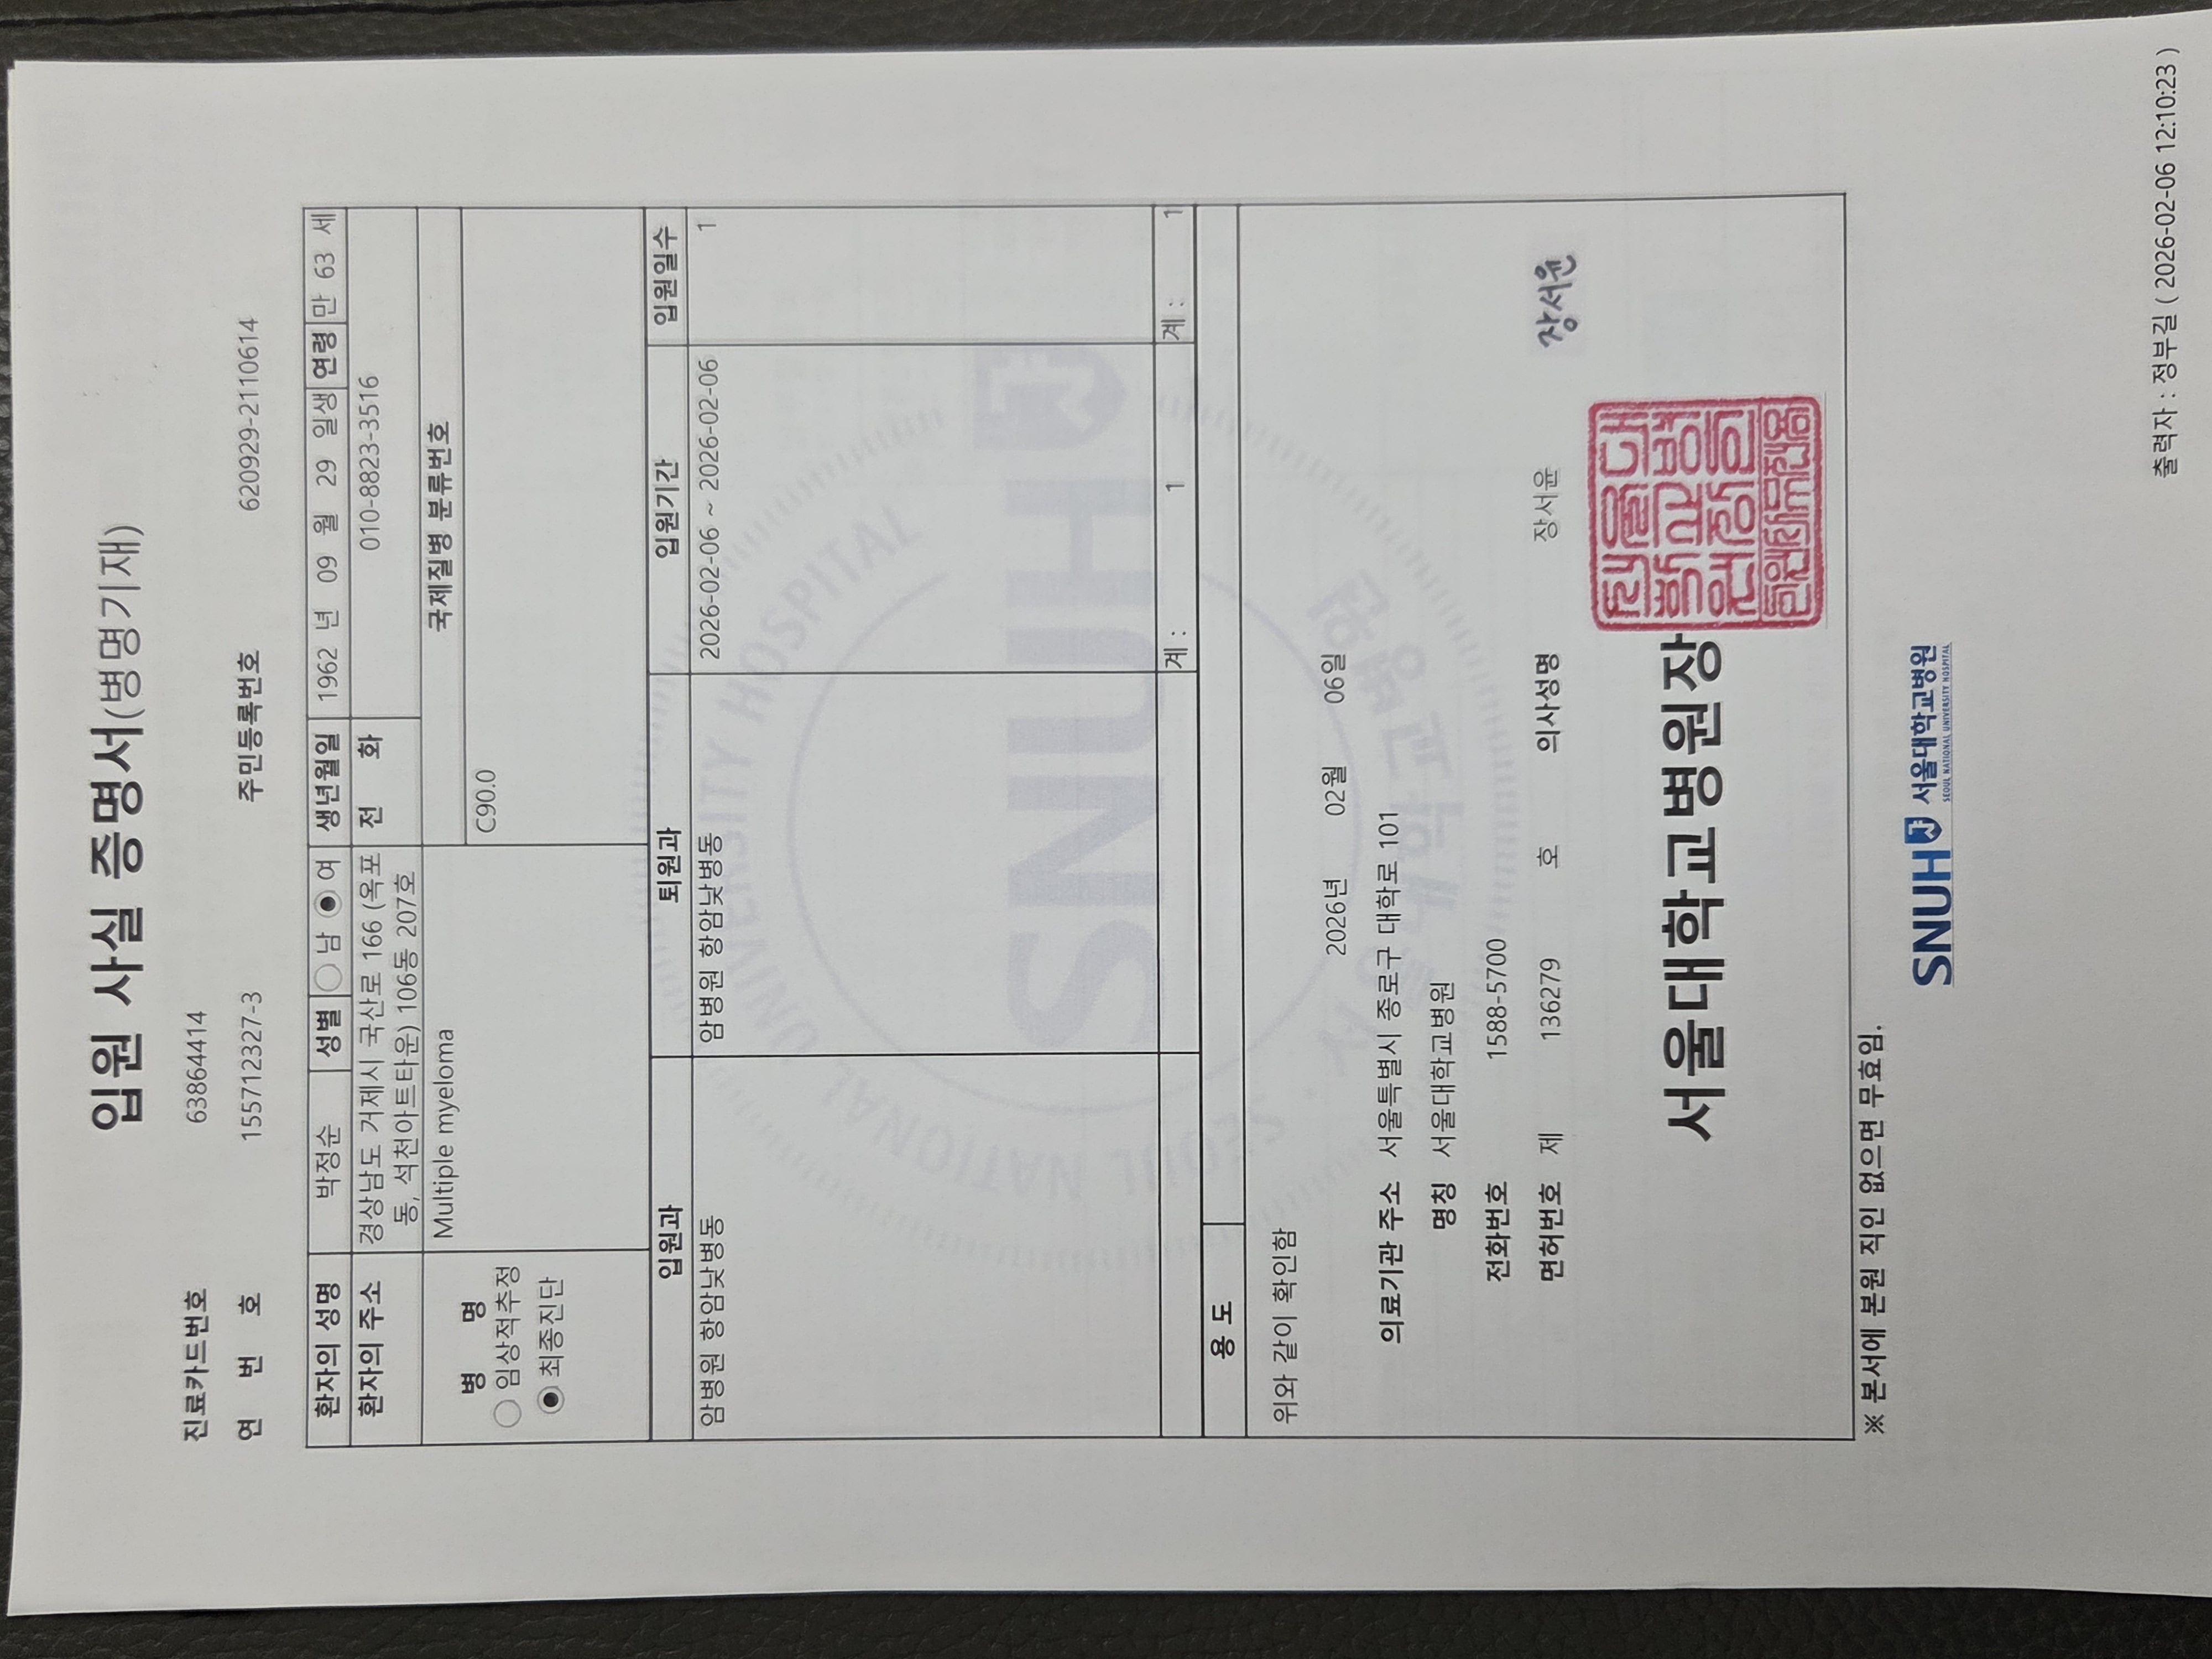 입원 사실 증명서(병명기재)
진료카드번호 63864414
연 번 호 155712327-3 주민등록번호 620929-2110614
환자의 성명 박정순 성별 남 여 생년월일 1962 년 09 월 29 일생 연령 만 63 세
환자의 주소 경상남도 거제시 국산로 166 (옥포동, 석천아트타운) 106동 207호 전 화 010-8823-3516
병 명
임상적추정
최종진단
Multiple myeloma
국제질병 분류번호
C90.0
입원과 퇴원과 입원기간 입원일수
암병원 항암낮병동 암병원 항암낮병동 2026-02-06 ~ 2026-02-06 1
계 : 1 계 : 1
용 도
위와 같이 확인함
2026년 02월 06일
의료기관 주소 서울특별시 종로구 대학로 101
명칭 서울대학교병원
전화번호 1588-5700
면허번호 제 136279 호 의사성명 장서윤 장서윤
서울대학교병원장
※ 본서에 본원 직인 없으면 무효임.
SNUH 서울대학교병원
SEOUL NATIONAL UNIVERSITY HOSPITAL
출력자 : 정부길 ( 2026-02-06 12:10:23 )
SEOUL NATIONAL UNIVERSITY HOSPITAL · 서울대학교병원
SNUH